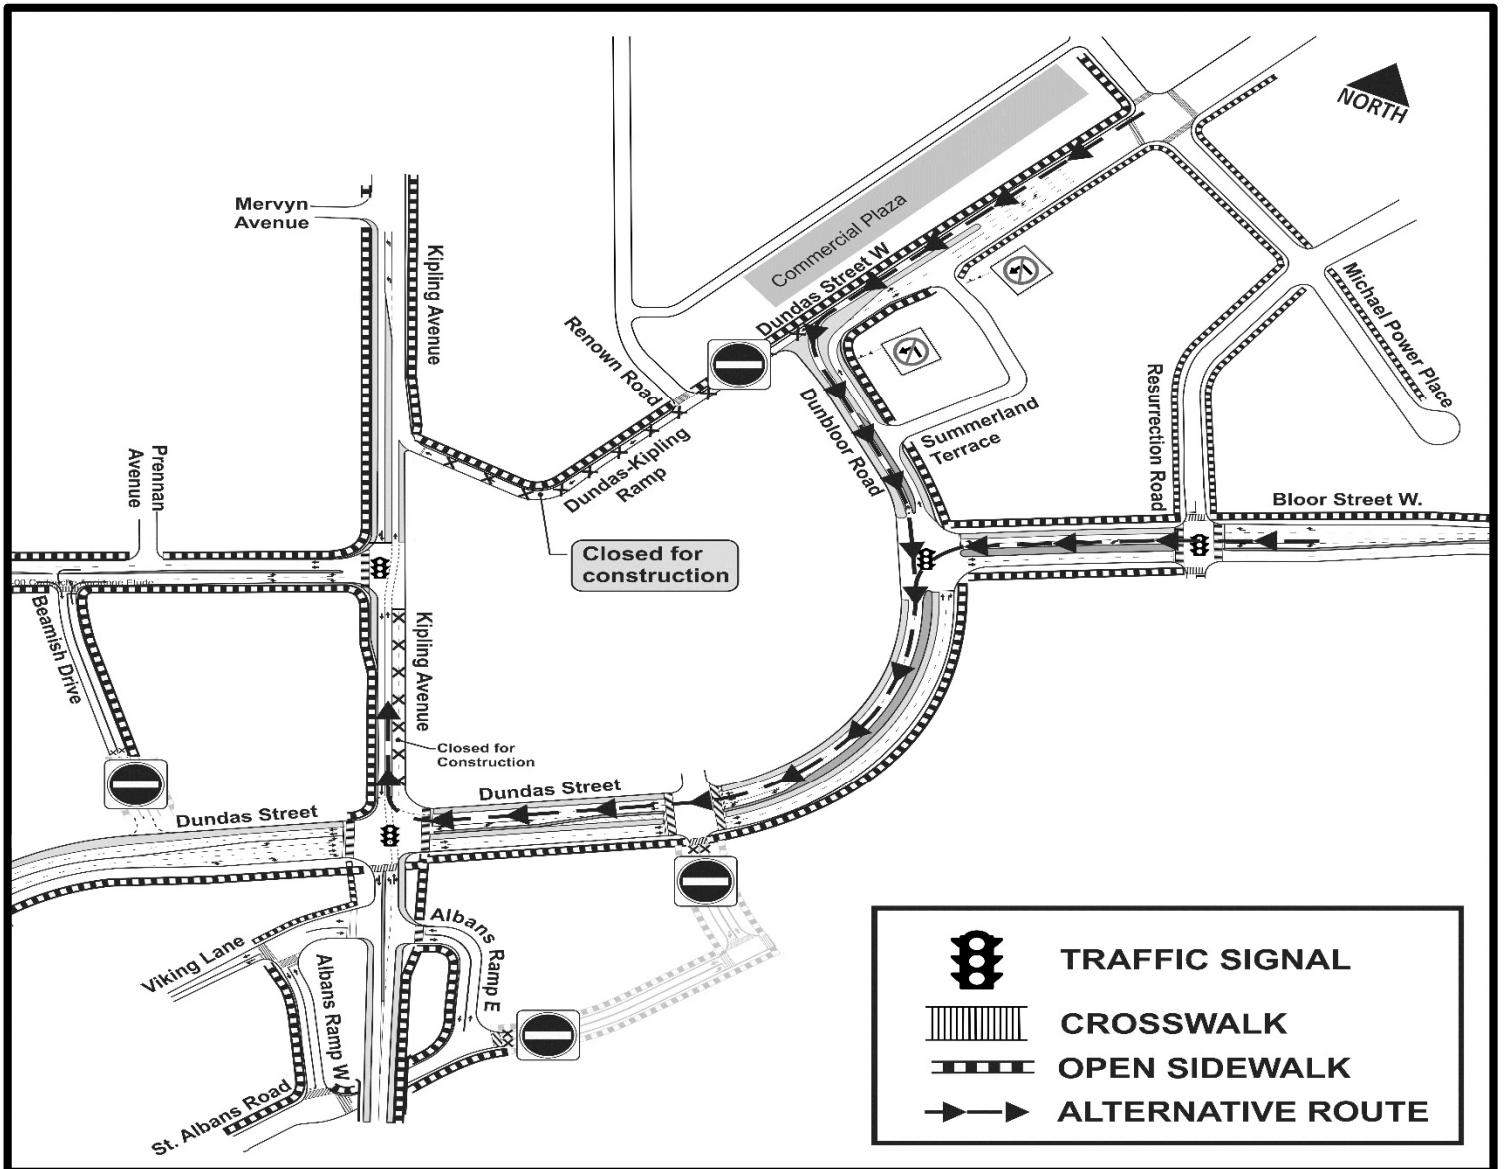 NORTH
Mervyn
Avenue
Kipling Avenue
Commercial Plaza
Dundas Street W
Renown Road
Michael Power Place
Resurrection Road
Dunbloor Road
Summerland
Terrace
Dundas-Kipling
Ramp
Prennan
Avenue
Bloor Street W.
Closed for
construction
Beamish Drive
Kipling Avenue
Closed for
Construction
Dundas Street
Dundas Street
Albans
Ramp E
Viking Lane
Albans Ramp W
St. Albans Road
TRAFFIC SIGNAL
CROSSWALK
OPEN SIDEWALK
ALTERNATIVE ROUTE